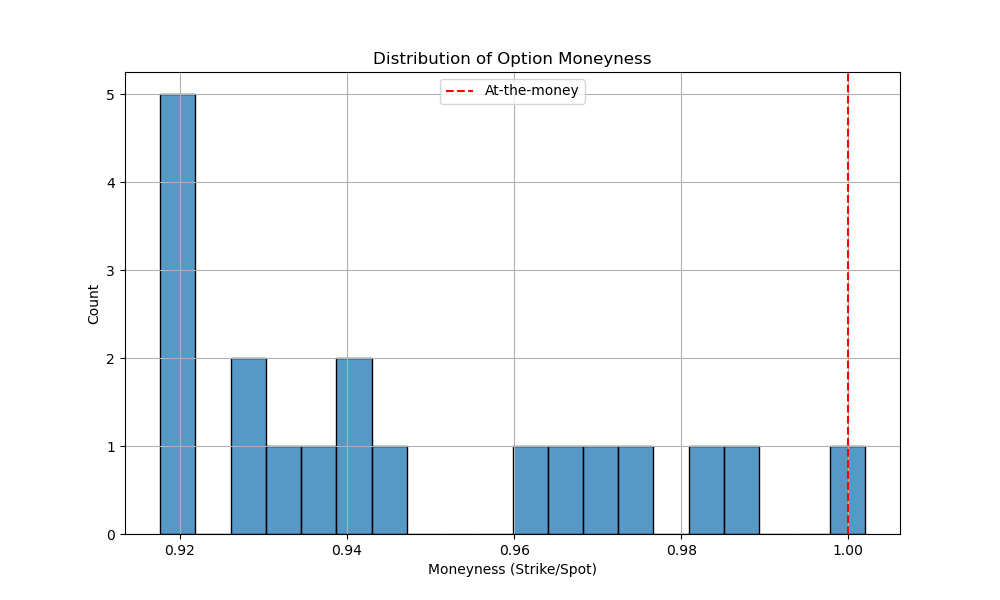 Distribution of Option Moneyness
At-the-money
5
4
3
2
1
0
Count
0.92 0.94 0.96 0.98 1.00
Moneyness (Strike/Spot)